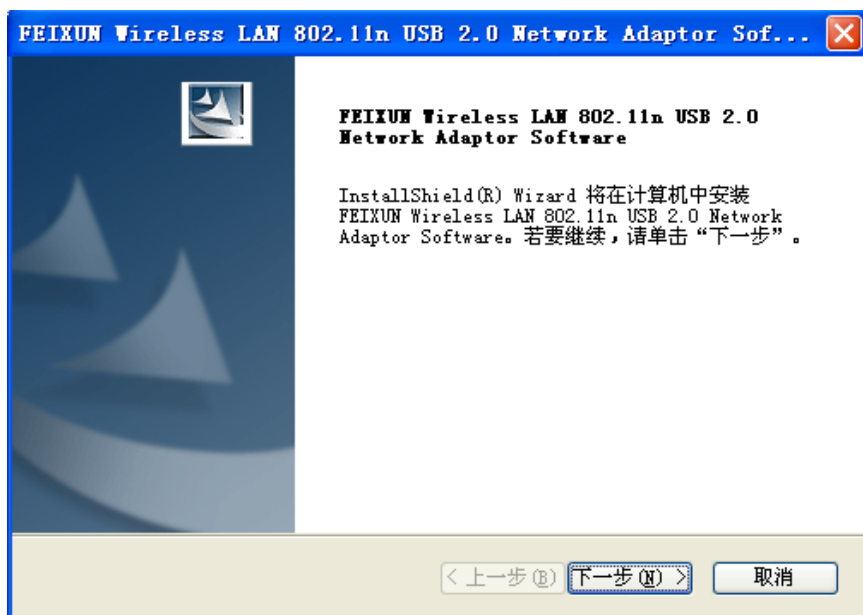 FEIXUN Wireless LAN 802.11n USB 2.0 Network Adaptor Sof...
FEIXUN Wireless LAN 802.11n USB 2.0
Network Adaptor Software
InstallShield(R) Wizard 将在计算机中安装
FEIXUN Wireless LAN 802.11n USB 2.0 Network
Adaptor Software。若要继续，请单击“下一步”。
< 上一步(B)
下一步(N) >
取消